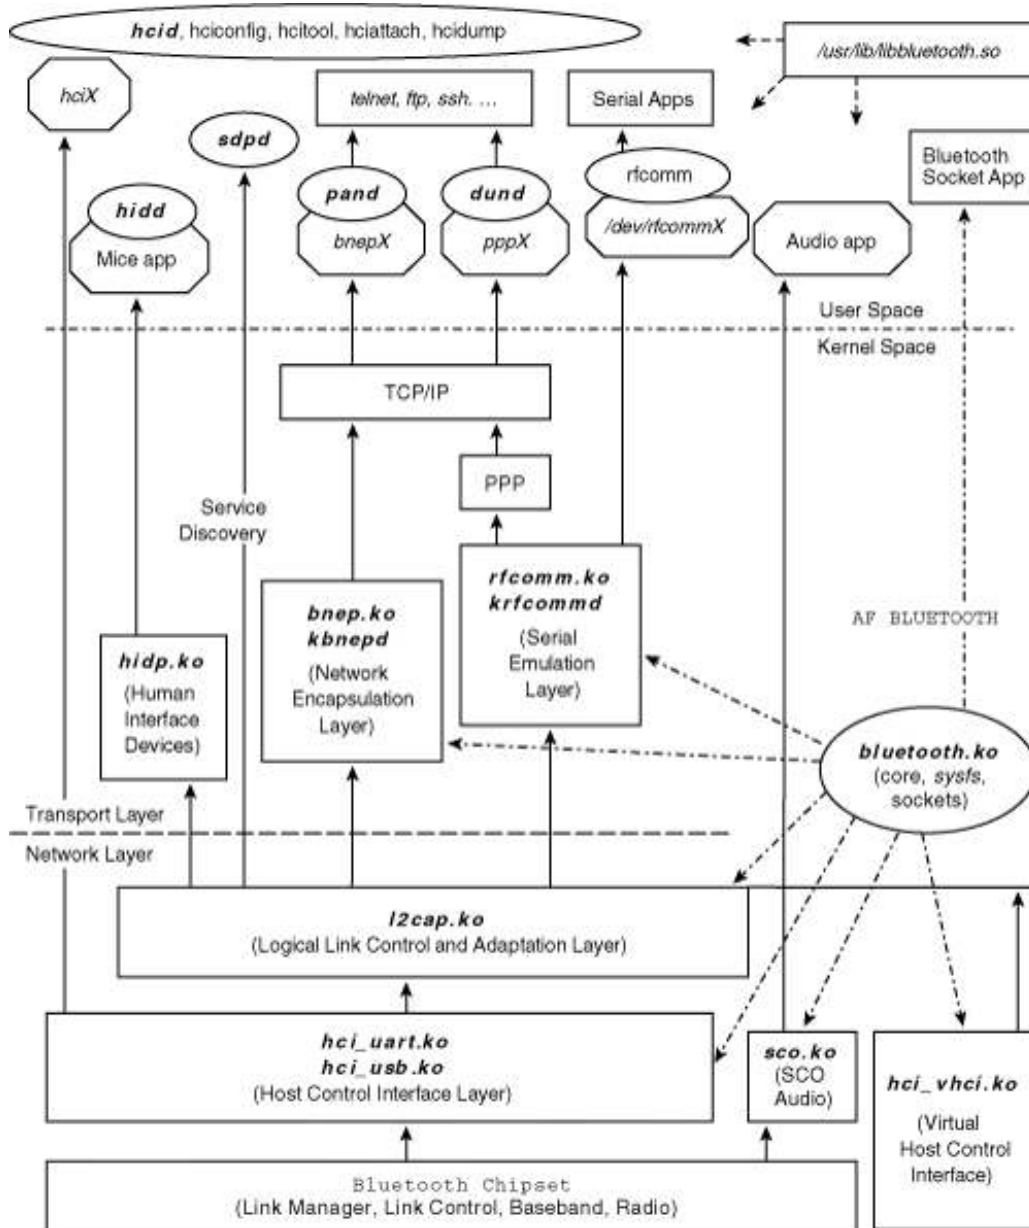 hcid, hciconfig, hcitool, hciattach, hcidump
/usr/lib/libbluetooth.so
hciX
telnet, ftp, ssh. ...
Serial Apps
sdpd
Bluetooth
Socket App
rfcomm
pand
dund
hidd
/dev/rfcommX
bnepX
pppX
Audio app
Mice app
User Space
Kernel Space
TCP/IP
PPP
Service
Discovery
rfcomm.ko
krfcommd
(Serial
Emulation
Layer)
bnep.ko
kbnepd
(Network
Encapsulation
Layer)
AF BLUETOOTH
hidp.ko
(Human
Interface
Devices)
bluetooth.ko
(core, sysfs,
sockets)
Transport Layer
Network Layer
l2cap.ko
(Logical Link Control and Adaptation Layer)
hci_uart.ko
hci_usb.ko
(Host Control Interface Layer)
sco.ko
(SCO
Audio)
hci_vhci.ko
(Virtual
Host Control
Interface)
Bluetooth Chipset
(Link Manager, Link Control, Baseband, Radio)